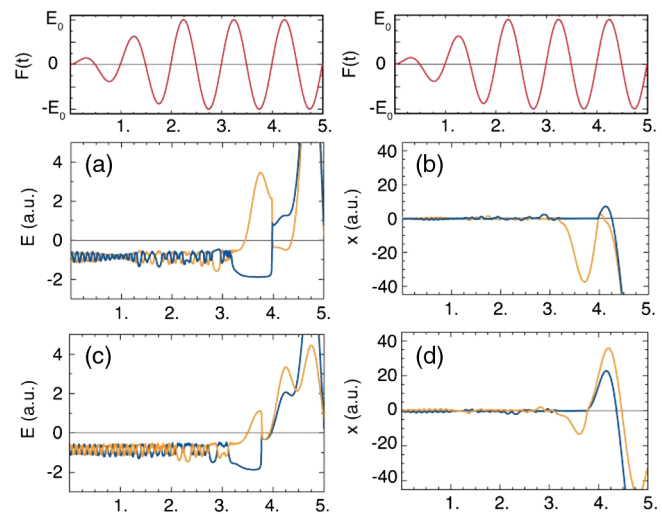 E₀
0
-E₀
F(t)
1. 2. 3. 4. 5.
E₀
0
-E₀
F(t)
1. 2. 3. 4. 5.
(a)
4
2
0
-2
E (a.u.)
1. 2. 3. 4. 5.
(b)
40
20
0
-20
-40
x (a.u.)
1. 2. 3. 4. 5.
(c)
4
2
0
-2
E (a.u.)
1. 2. 3. 4. 5.
(d)
40
20
0
-20
-40
x (a.u.)
1. 2. 3. 4. 5.